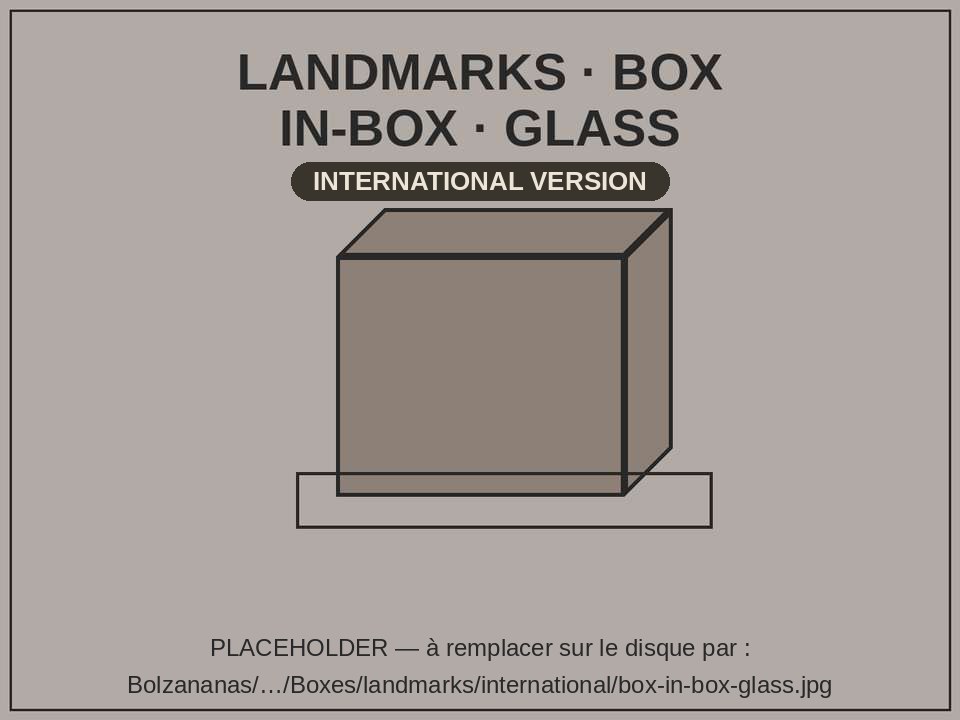 LANDMARKS · BOX
IN-BOX · GLASS
INTERNATIONAL VERSION
PLACEHOLDER — à remplacer sur le disque par :
Bolzananas/…/Boxes/landmarks/international/box-in-box-glass.jpg